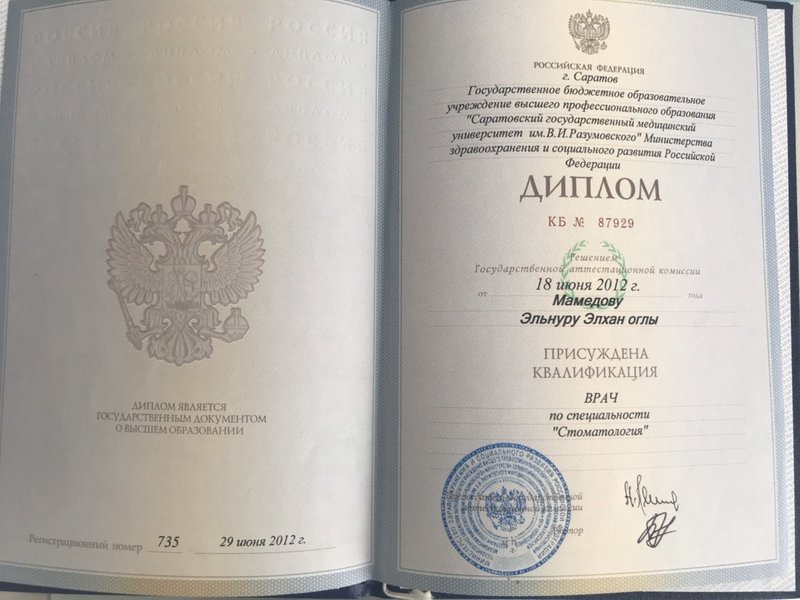 ДИПЛОМ ЯВЛЯЕТСЯ
ГОСУДАРСТВЕННЫМ ДОКУМЕНТОМ
О ВЫСШЕМ ОБРАЗОВАНИИ
Регистрационный номер 735 29 июня 2012 г.
РОССИЙСКАЯ ФЕДЕРАЦИЯ
г. Саратов
Государственное бюджетное образовательное
учреждение высшего профессионального образования
"Саратовский государственный медицинский
университет им.В.И.Разумовского" Министерства
здравоохранения и социального развития Российской
Федерации
ДИПЛОМ
КБ № 87929
Решением
Государственной аттестационной комиссии
от 18 июня 2012 г. года
Мамедову
Эльнуру Элхан оглы
ПРИСУЖДЕНА
КВАЛИФИКАЦИЯ
ВРАЧ
по специальности
"Стоматология"